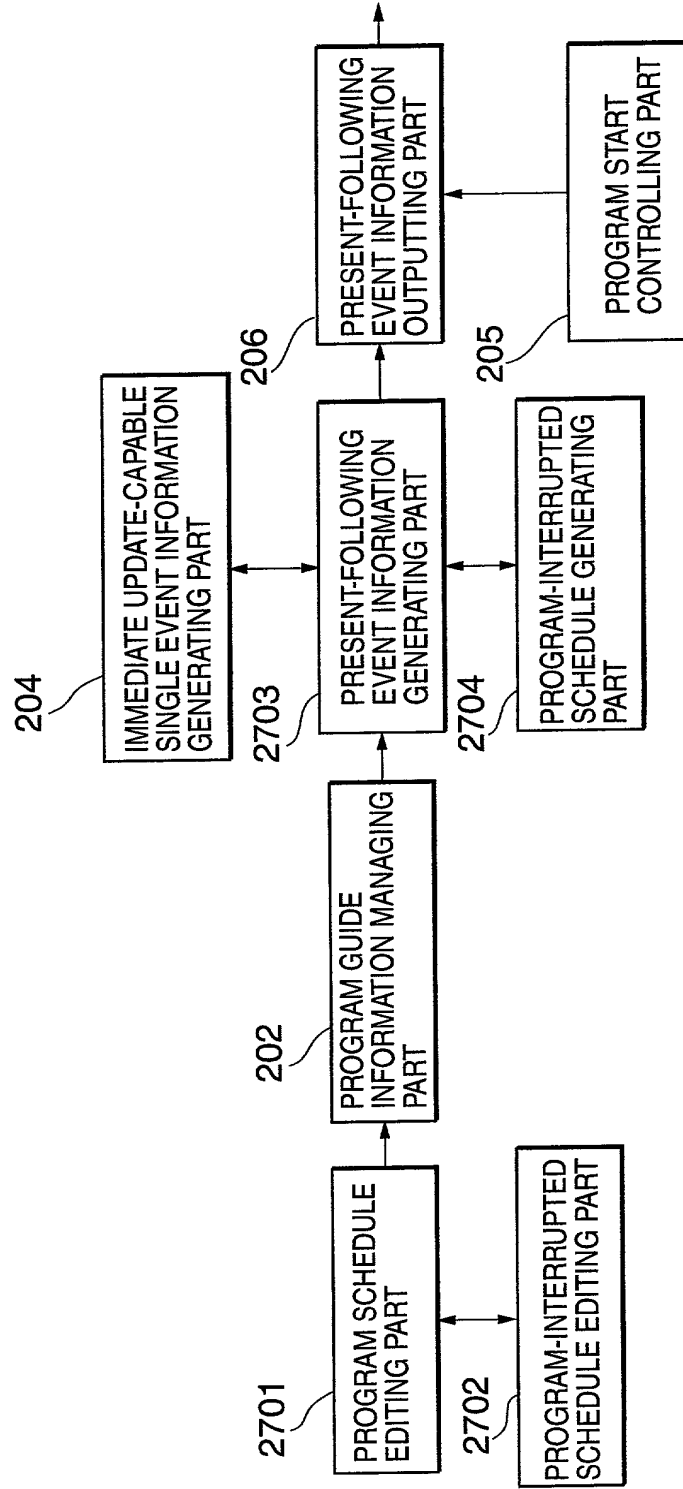 2701
PROGRAM SCHEDULE
EDITING PART
2702
PROGRAM-INTERRUPTED
SCHEDULE EDITING PART
202
PROGRAM GUIDE
INFORMATION MANAGING
PART
204
IMMEDIATE UPDATE-CAPABLE
SINGLE EVENT INFORMATION
GENERATING PART
2703
PRESENT-FOLLOWING
EVENT INFORMATION
GENERATING PART
2704
PROGRAM-INTERRUPTED
SCHEDULE GENERATING
PART
206
PRESENT-FOLLOWING
EVENT INFORMATION
OUTPUTTING PART
205
PROGRAM START
CONTROLLING PART